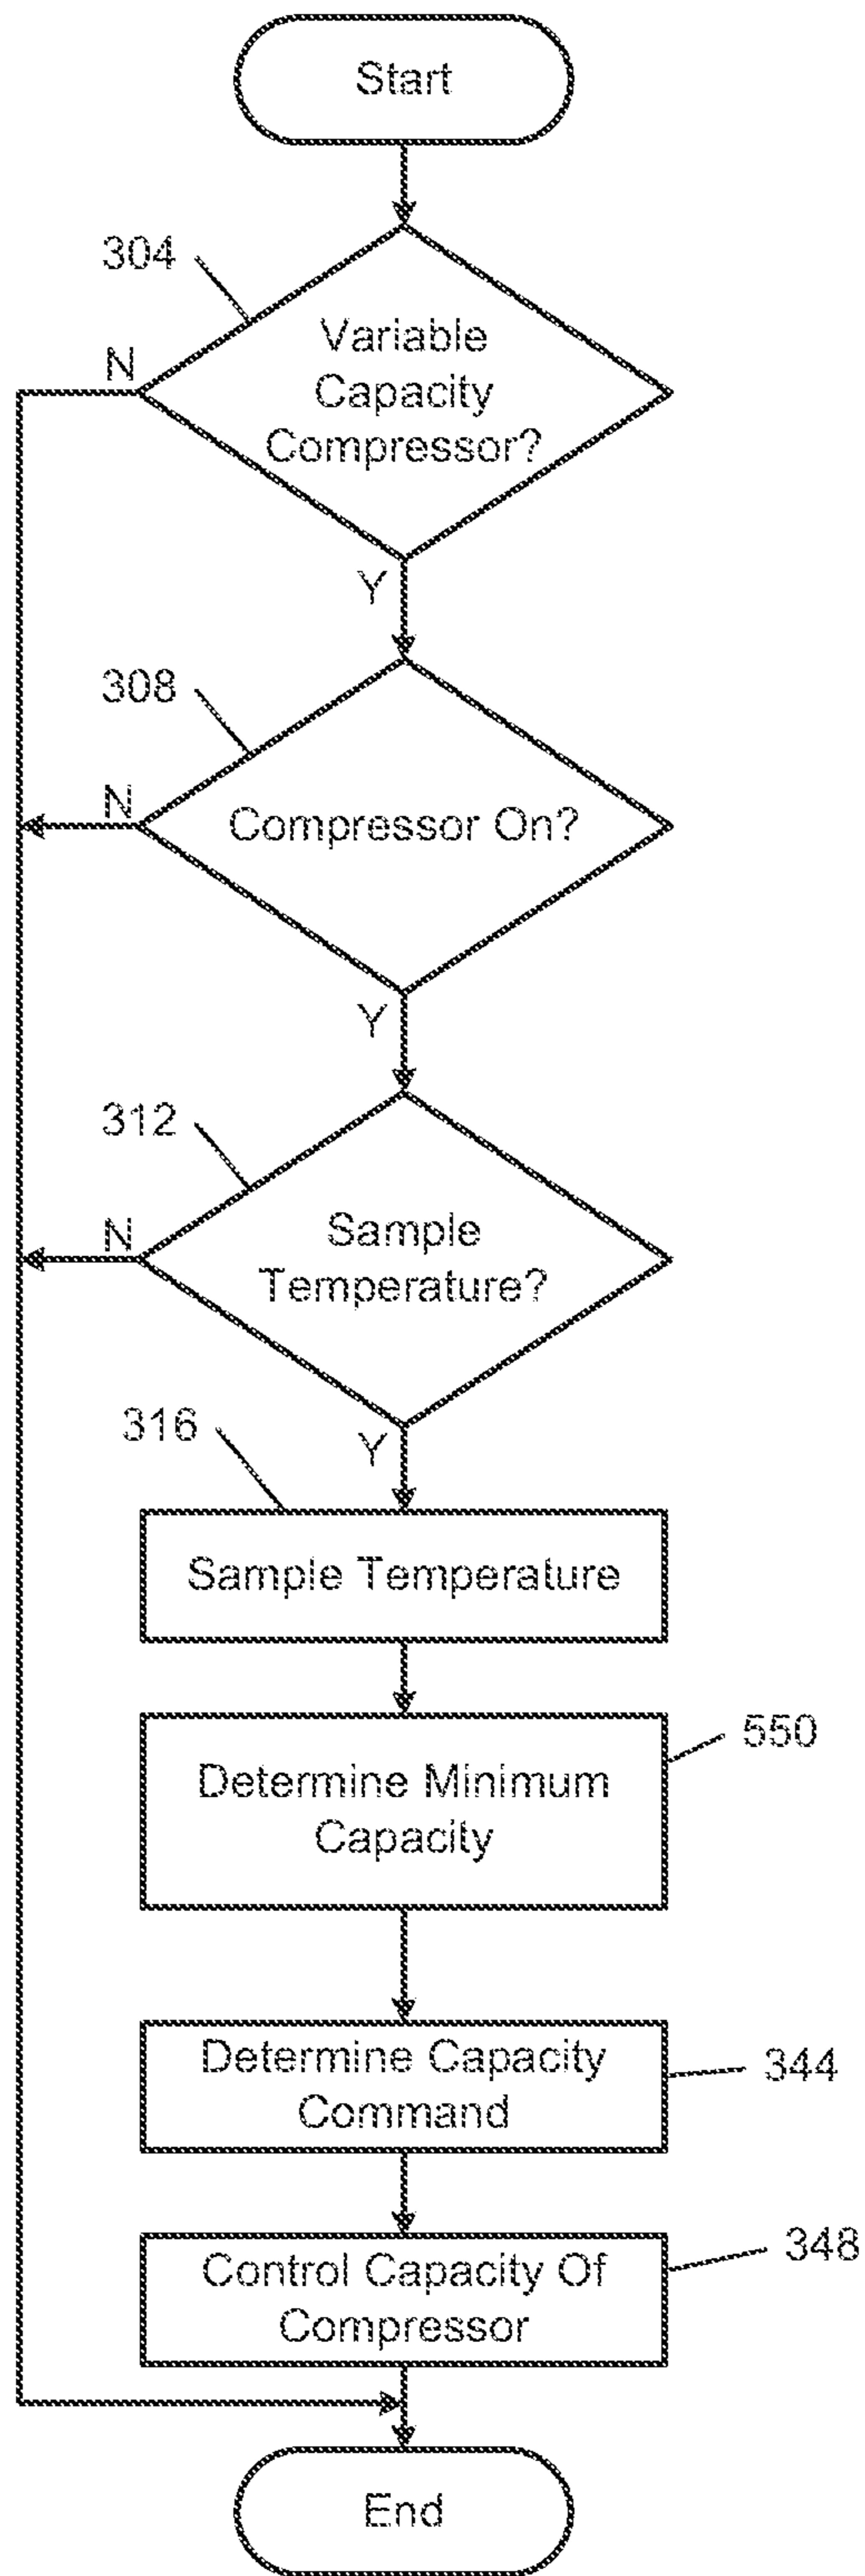 Start
304
N
Variable
Capacity
Compressor?
Y
308
N
Compressor On?
Y
312
N
Sample
Temperature?
Y
316
Sample Temperature
550
Determine Minimum
Capacity
Determine Capacity
Command
344
Control Capacity Of
Compressor
348
End